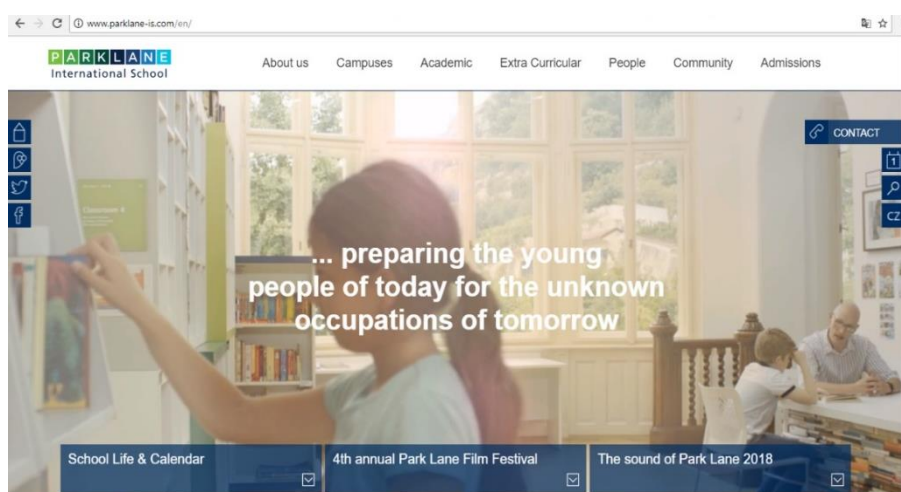 www.parklane-is.com/en/
PARKLANE
International School
About us Campuses Academic Extra Curricular People Community Admissions
CONTACT
1
CZ
Classroom 4
... preparing the young
people of today for the unknown
occupations of tomorrow
School Life & Calendar
4th annual Park Lane Film Festival
The sound of Park Lane 2018